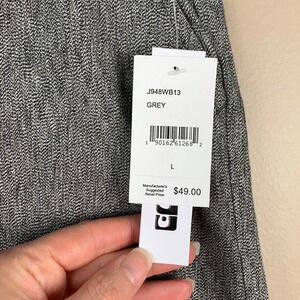 J948WB13
GREY
1 90162 61268 2
L
Manufacturer's
Suggested
Retail Price
$49.00